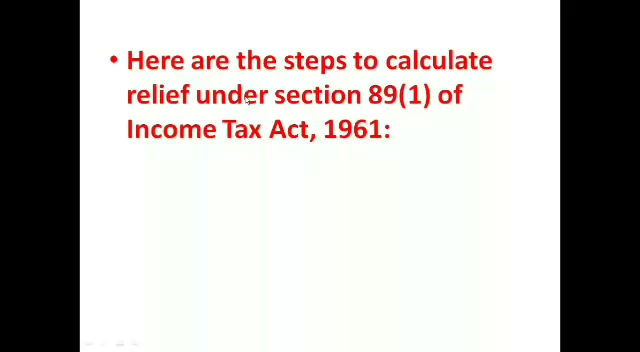 • Here are the steps to calculate
relief under section 89(1) of
Income Tax Act, 1961: